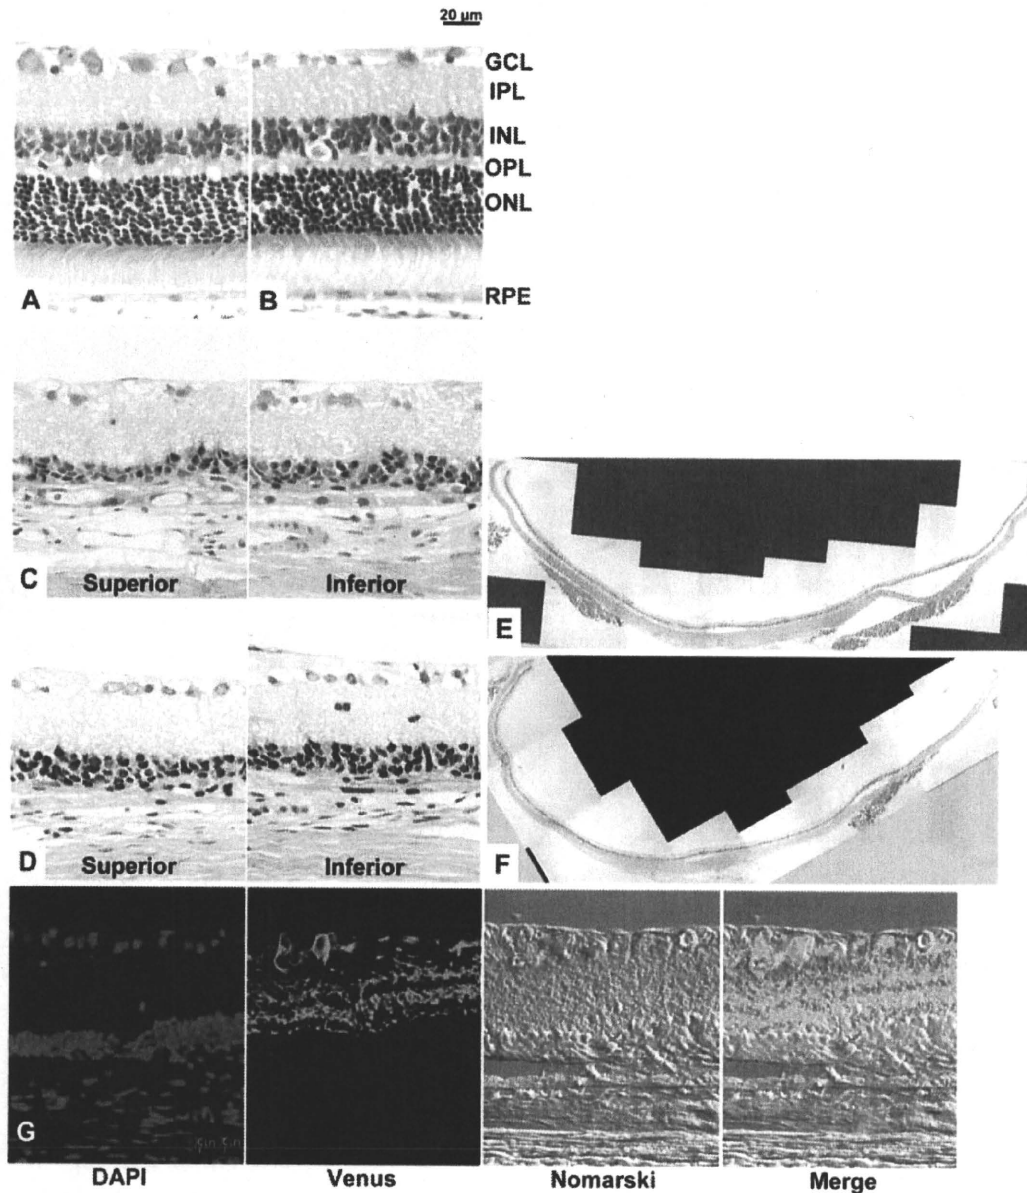 20 µm
GCL
IPL
INL
OPL
ONL
RPE
A
B
C
Superior
Inferior
D
Superior
Inferior
E
F
G
DAPI
Venus
Nomarski
Merge